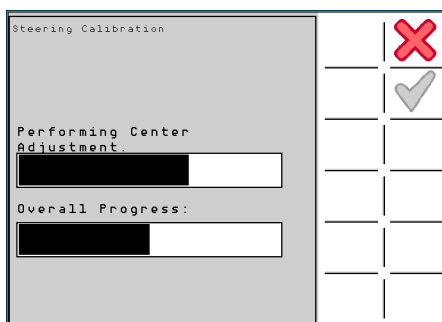 Steering Calibration
Performing Center
Adjustment.
Overall Progress: